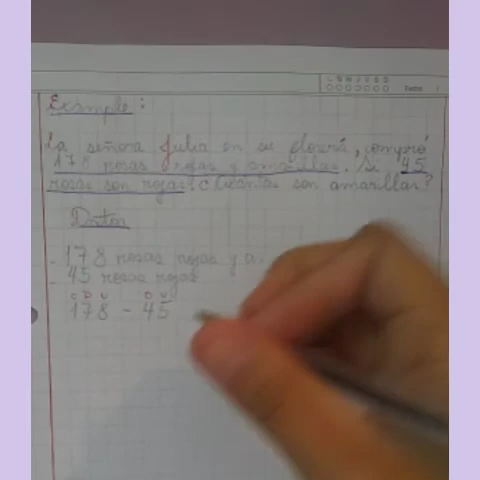 Example:
La señora Julia en su florería, compró
178 rosas rojas y amarillas. Si 45
rosas son rojas ¿Cuántas son amarillas?
Datos
- 178 rosas rojas y a.
- 45 rosas rojas
C D U D U
178 - 45